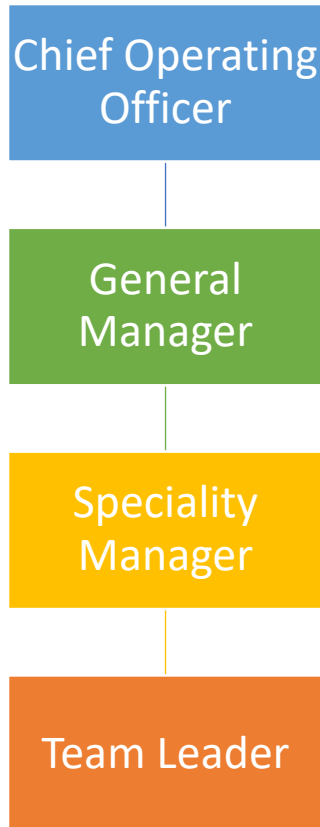 Chief Operating
Officer
General
Manager
Speciality
Manager
Team Leader